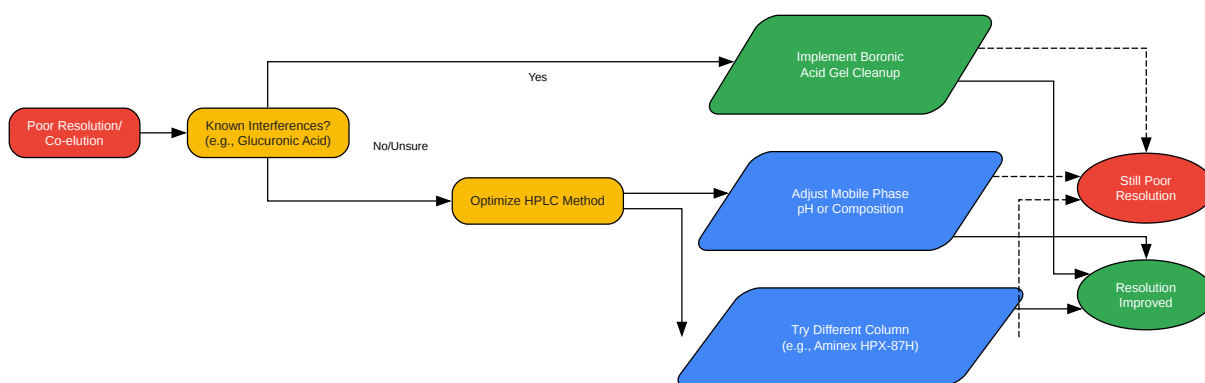 Poor Resolution/
Co-elution
Known Interferences?
(e.g., Glucuronic Acid)
Yes
No/Unsure
Implement Boronic
Acid Gel Cleanup
Optimize HPLC Method
Adjust Mobile Phase
pH or Composition
Try Different Column
(e.g., Aminex HPX-87H)
Still Poor
Resolution
Resolution
Improved